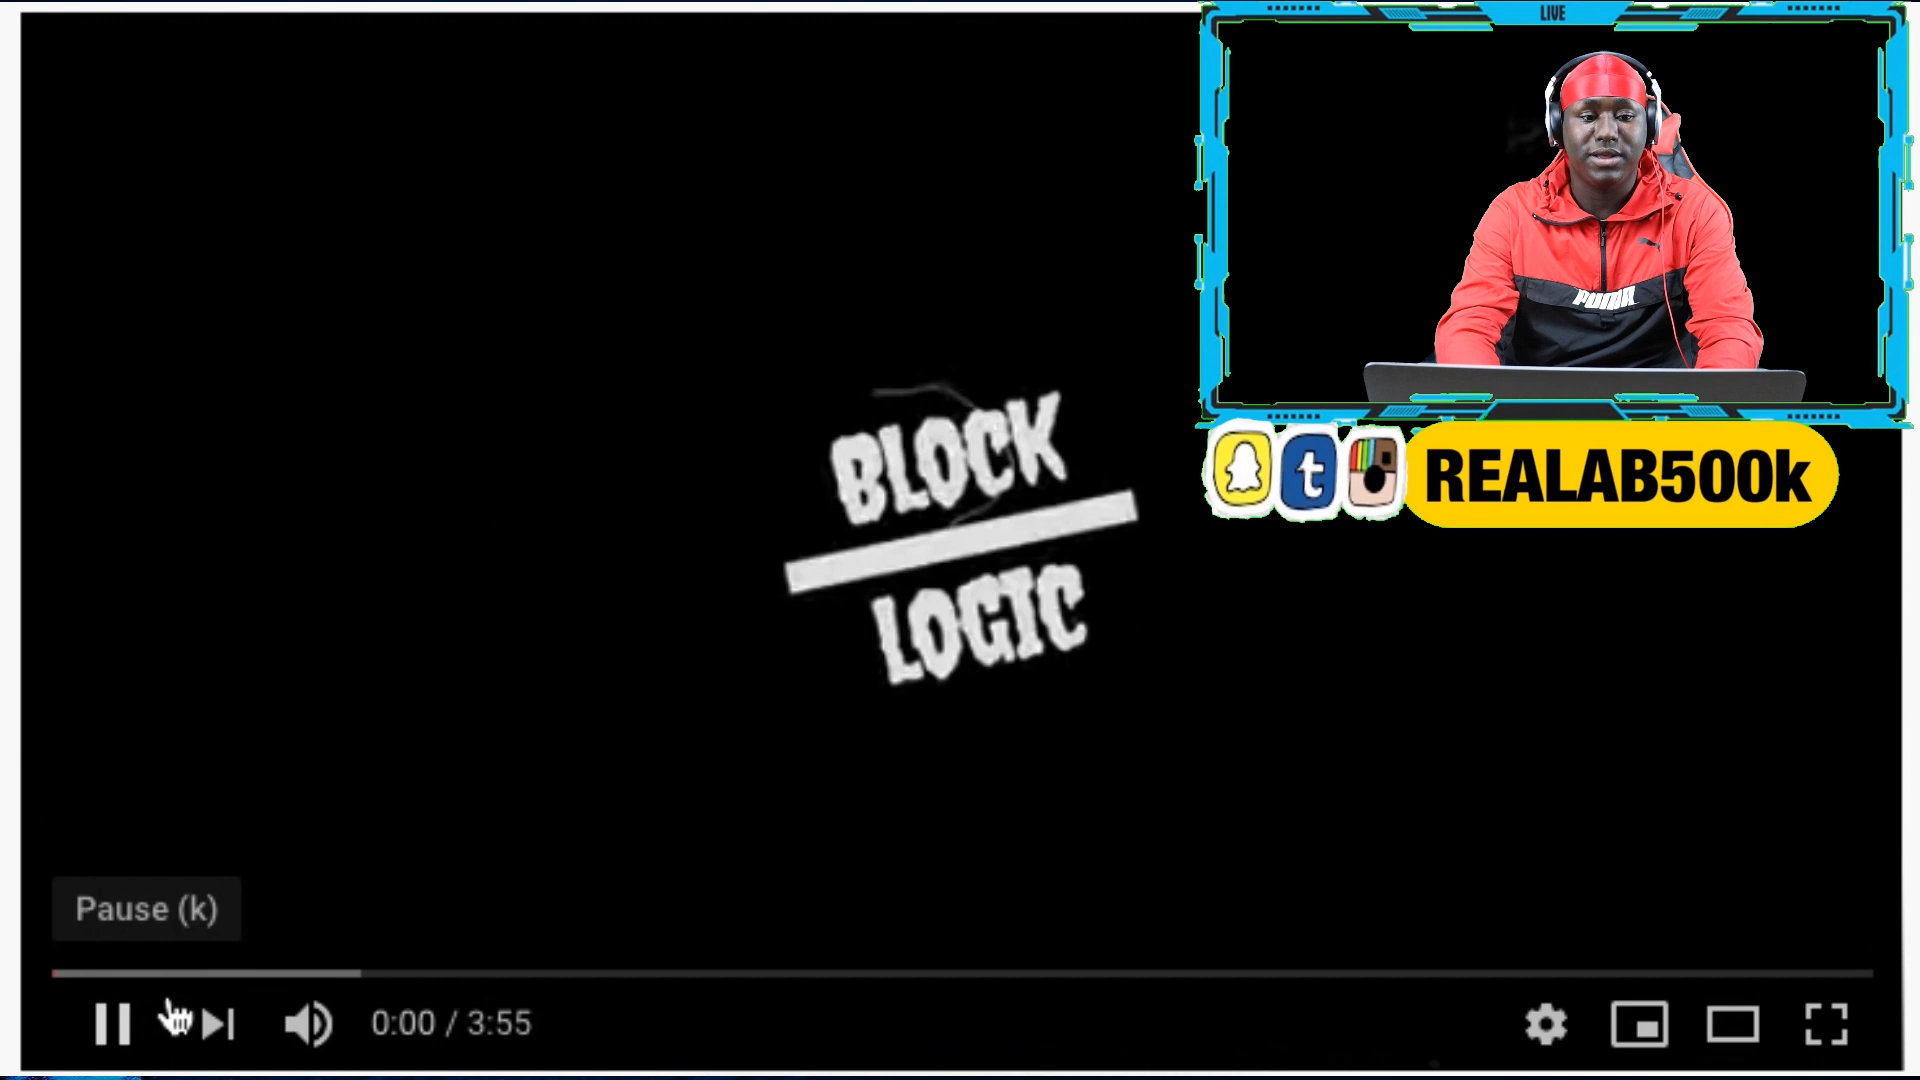 LIVE
PUMA
REALAB500k
BLOCK
LOGIC
Pause (k)
0:00 / 3:55